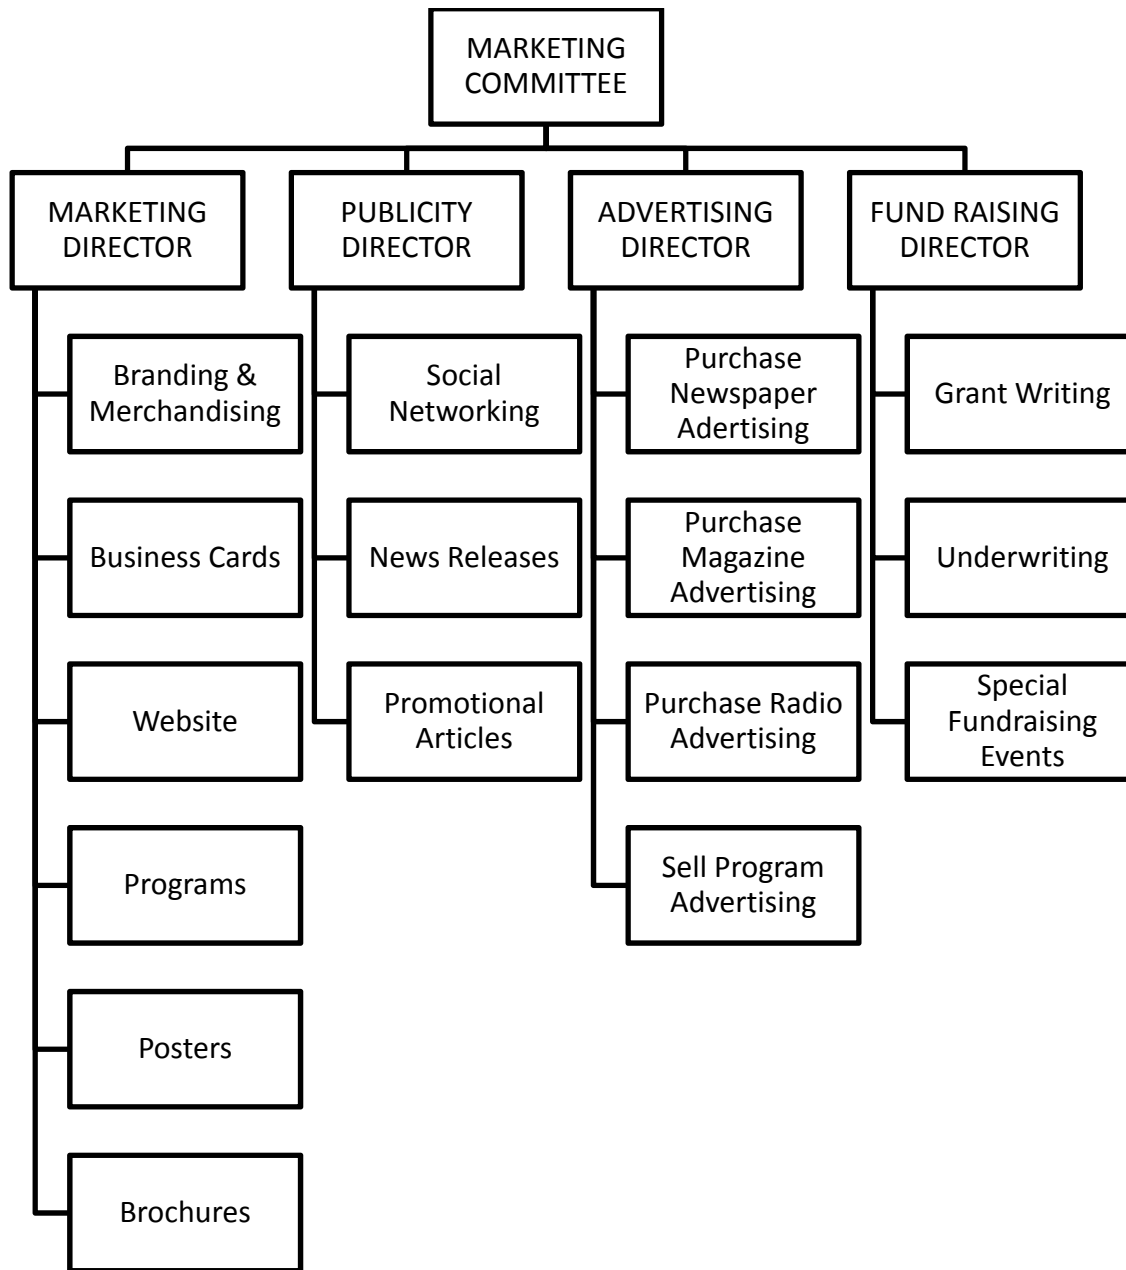 MARKETING
COMMITTEE
MARKETING
DIRECTOR
Branding &
Merchandising
Business Cards
Website
Programs
Posters
Brochures
PUBLICITY
DIRECTOR
Social
Networking
News Releases
Promotional
Articles
ADVERTISING
DIRECTOR
Purchase
Newspaper
Adertising
Purchase
Magazine
Advertising
Purchase Radio
Advertising
Sell Program
Advertising
FUND RAISING
DIRECTOR
Grant Writing
Underwriting
Special
Fundraising
Events